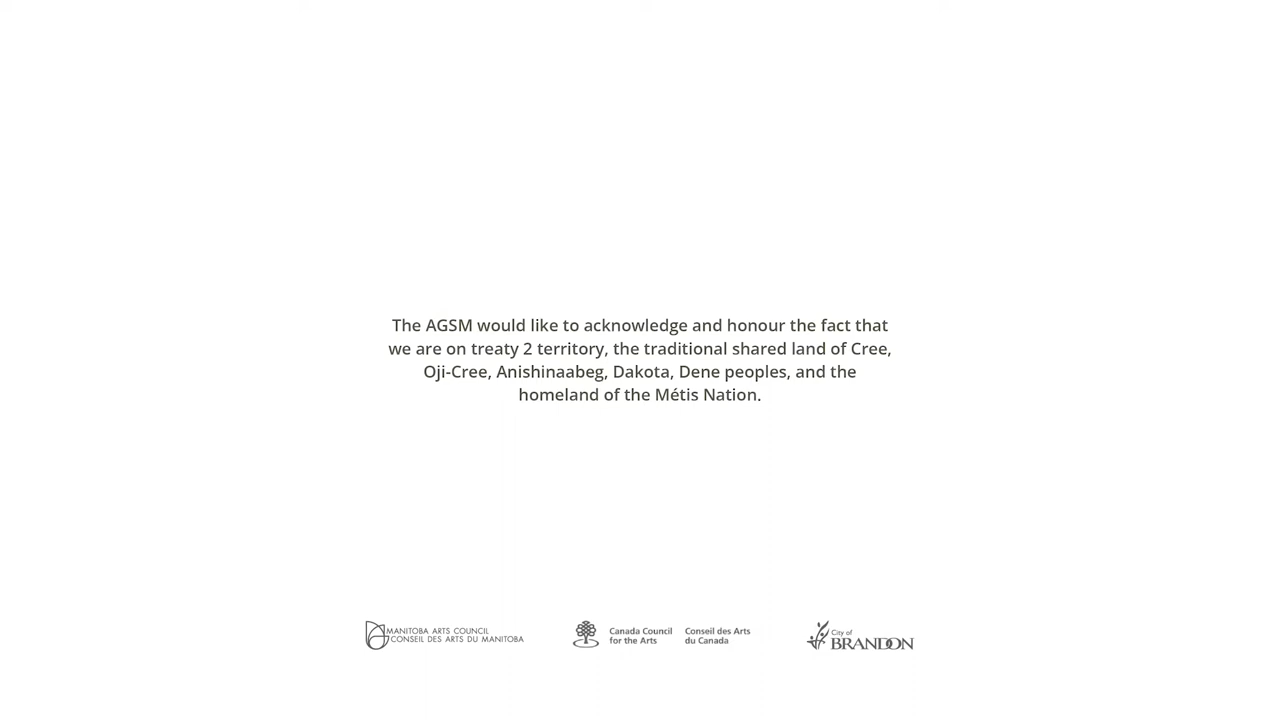 The AGSM would like to acknowledge and honour the fact that
we are on treaty 2 territory, the traditional shared land of Cree,
Oji-Cree, Anishinaabeg, Dakota, Dene peoples, and the
homeland of the Métis Nation.
MANITOBA ARTS COUNCIL
CONSEIL DES ARTS DU MANITOBA
Canada Council
for the Arts
Conseil des Arts
du Canada
City of
BRANDON